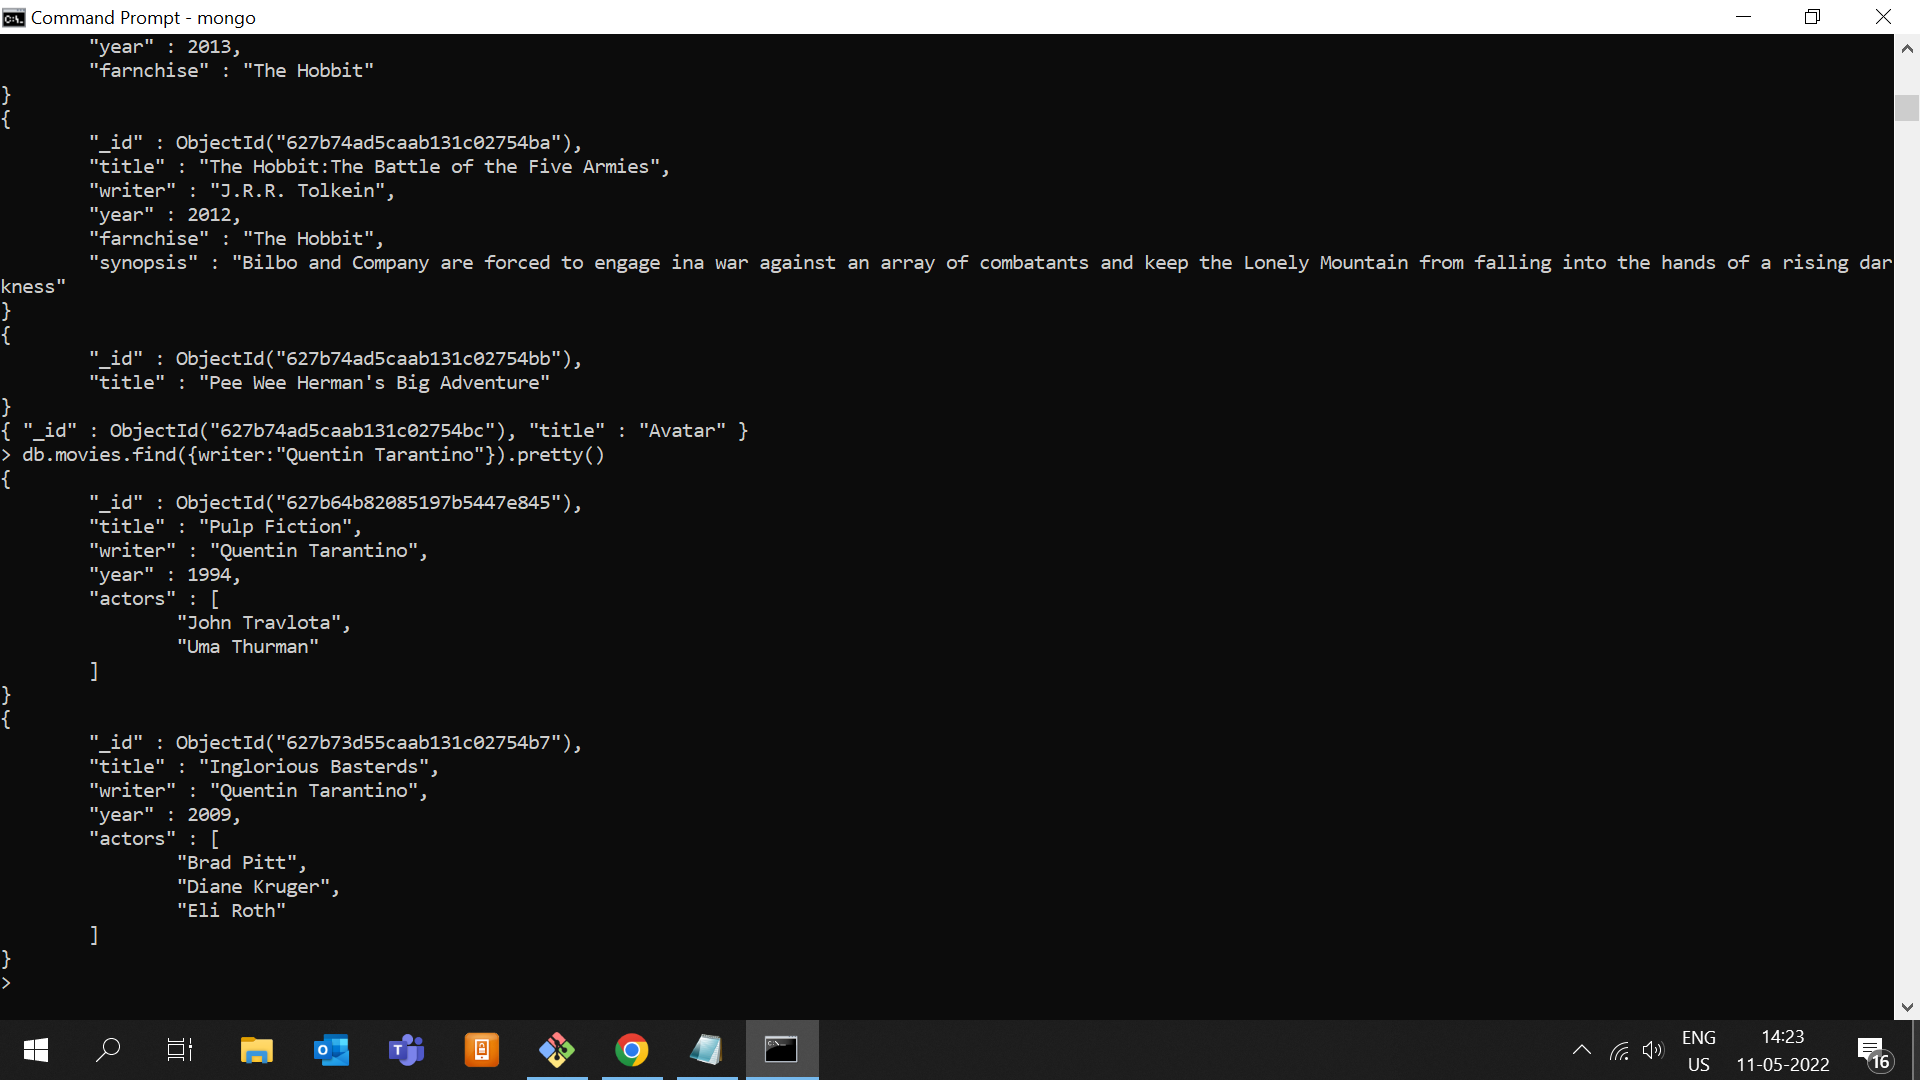 Command Prompt - mongo
"year" : 2013,
"farnchise" : "The Hobbit"
}
{
"_id" : ObjectId("627b74ad5caab131c02754ba"),
"title" : "The Hobbit:The Battle of the Five Armies",
"writer" : "J.R.R. Tolkein",
"year" : 2012,
"farnchise" : "The Hobbit",
"synopsis" : "Bilbo and Company are forced to engage ina war against an array of combatants and keep the Lonely Mountain from falling into the hands of a rising dar
kness"
}
{
"_id" : ObjectId("627b74ad5caab131c02754bb"),
"title" : "Pee Wee Herman's Big Adventure"
}
{ "_id" : ObjectId("627b74ad5caab131c02754bc"), "title" : "Avatar" }
> db.movies.find({writer:"Quentin Tarantino"}).pretty()
{
"_id" : ObjectId("627b64b82085197b5447e845"),
"title" : "Pulp Fiction",
"writer" : "Quentin Tarantino",
"year" : 1994,
"actors" : [
"John Travlota",
"Uma Thurman"
]
}
{
"_id" : ObjectId("627b73d55caab131c02754b7"),
"title" : "Inglorious Basterds",
"writer" : "Quentin Tarantino",
"year" : 2009,
"actors" : [
"Brad Pitt",
"Diane Kruger",
"Eli Roth"
]
}
>
ENG
US
14:23
11-05-2022
16